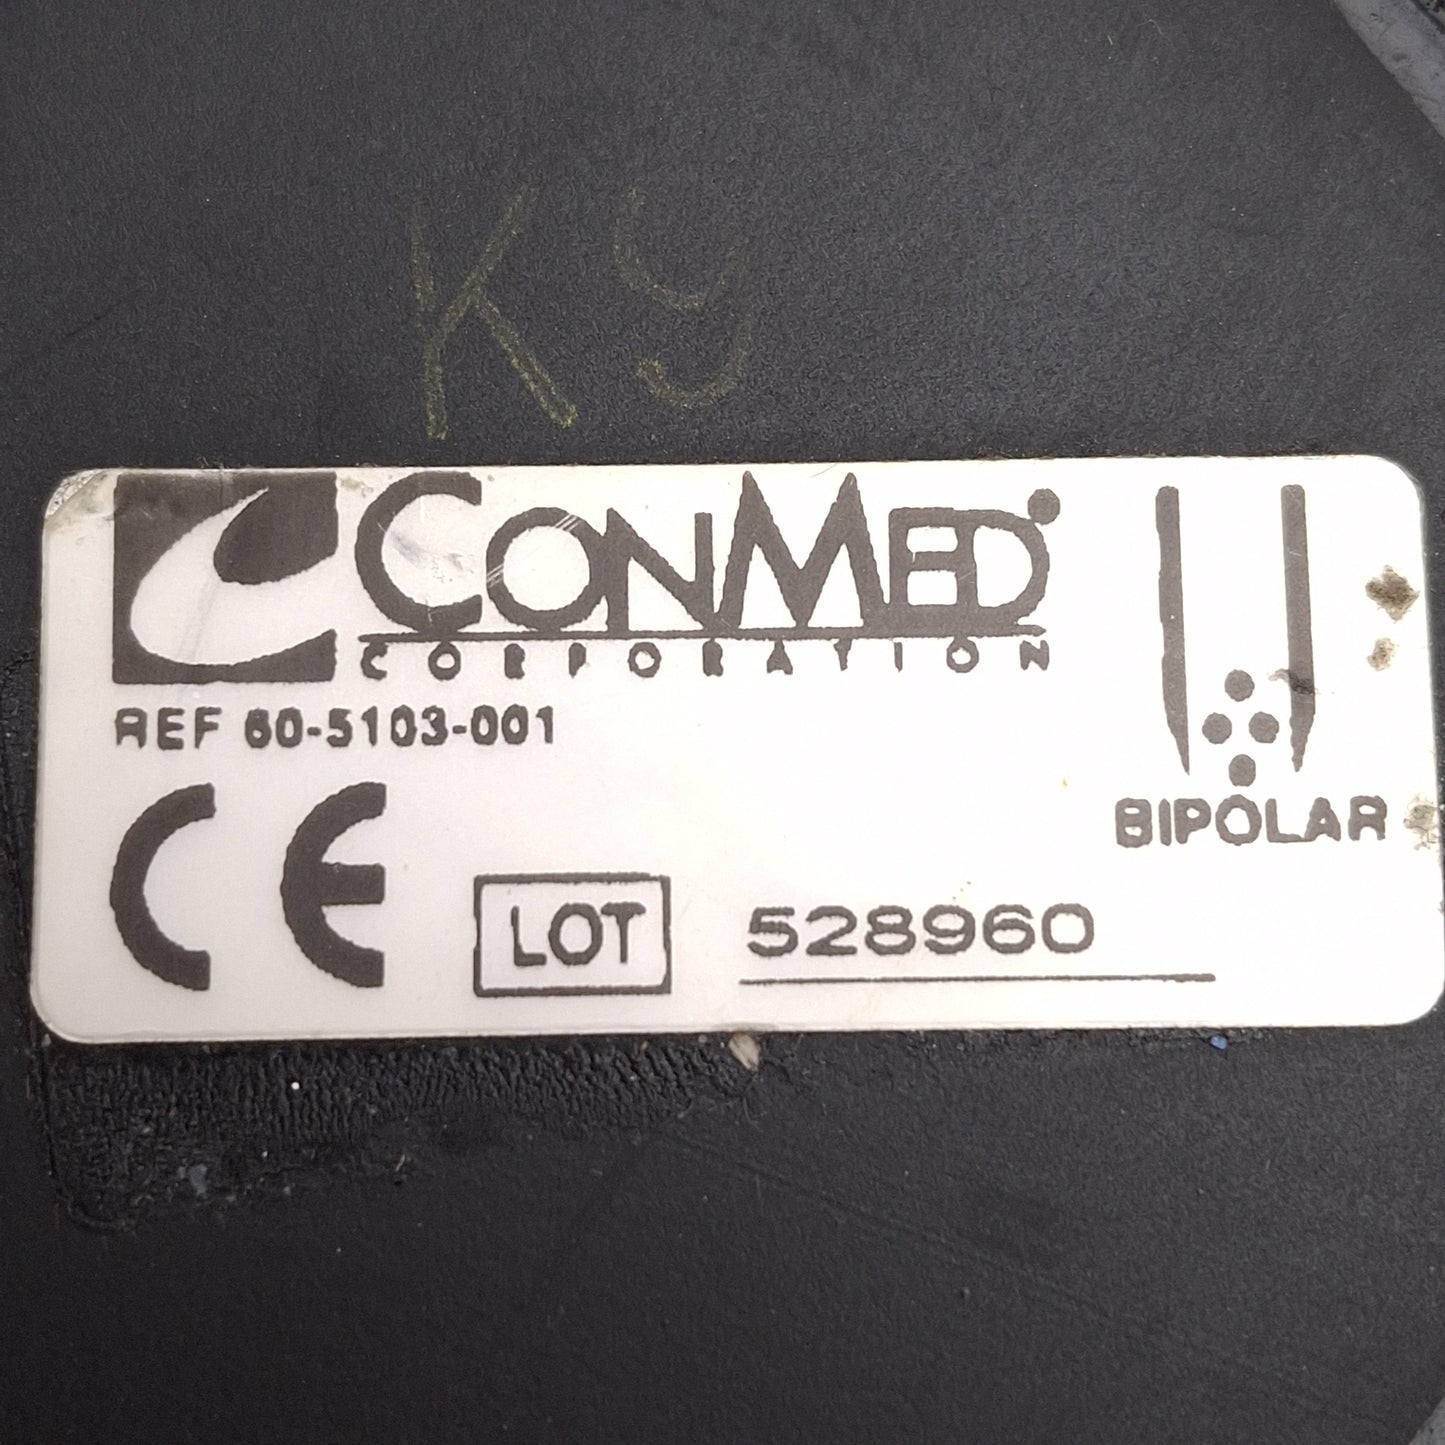 K9
CONMED
CORPORATION
REF 60-5103-001
BIPOLAR
CE
LOT 528960